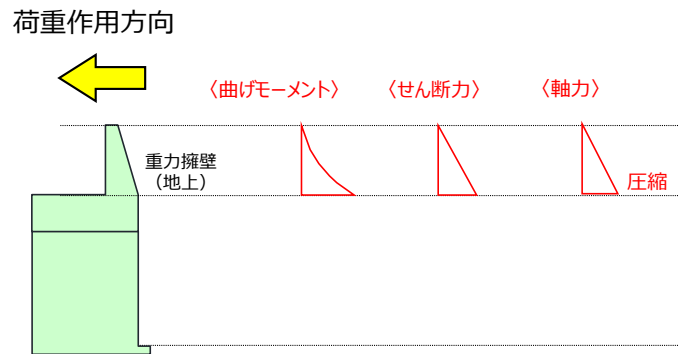 荷重作用方向
〈曲げモーメント〉 〈せん断力〉 〈軸力〉
重力擁壁
（地上）
圧縮